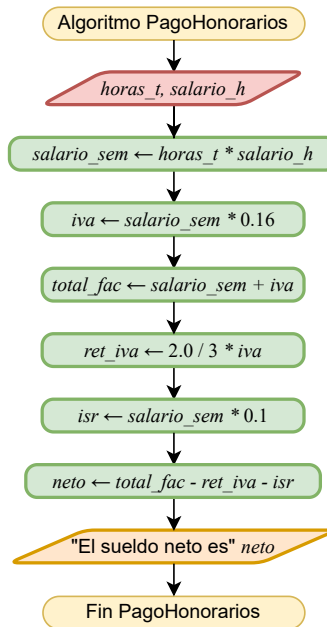 Algoritmo PagoHonorarios
horas_t, salario_h
salario_sem ← horas_t * salario_h
iva ← salario_sem * 0.16
total_fac ← salario_sem + iva
ret_iva ← 2.0 / 3 * iva
isr ← salario_sem * 0.1
neto ← total_fac - ret_iva - isr
"El sueldo neto es" neto
Fin PagoHonorarios